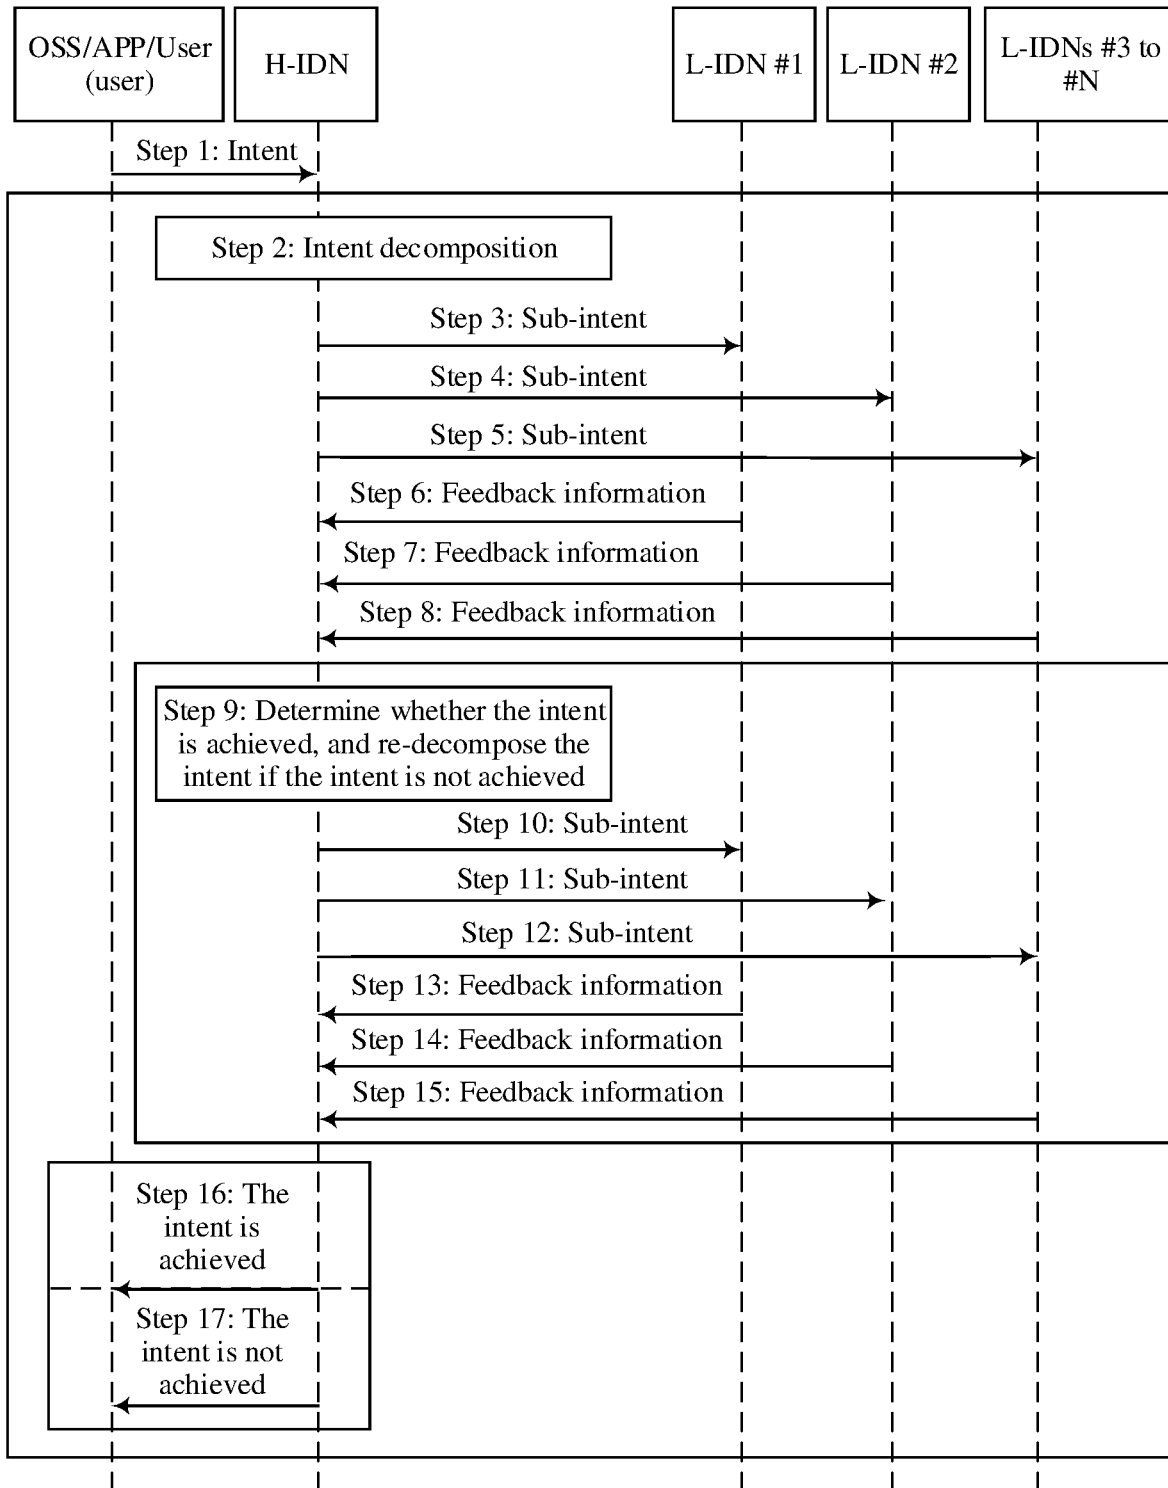 OSS/APP/User
(user)
H-IDN
L-IDN #1
L-IDN #2
L-IDNs #3 to
#N
Step 1: Intent
Step 2: Intent decomposition
Step 3: Sub-intent
Step 4: Sub-intent
Step 5: Sub-intent
Step 6: Feedback information
Step 7: Feedback information
Step 8: Feedback information
Step 9: Determine whether the intent
is achieved, and re-decompose the
intent if the intent is not achieved
Step 10: Sub-intent
Step 11: Sub-intent
Step 12: Sub-intent
Step 13: Feedback information
Step 14: Feedback information
Step 15: Feedback information
Step 16: The
intent is
achieved
Step 17: The
intent is not
achieved